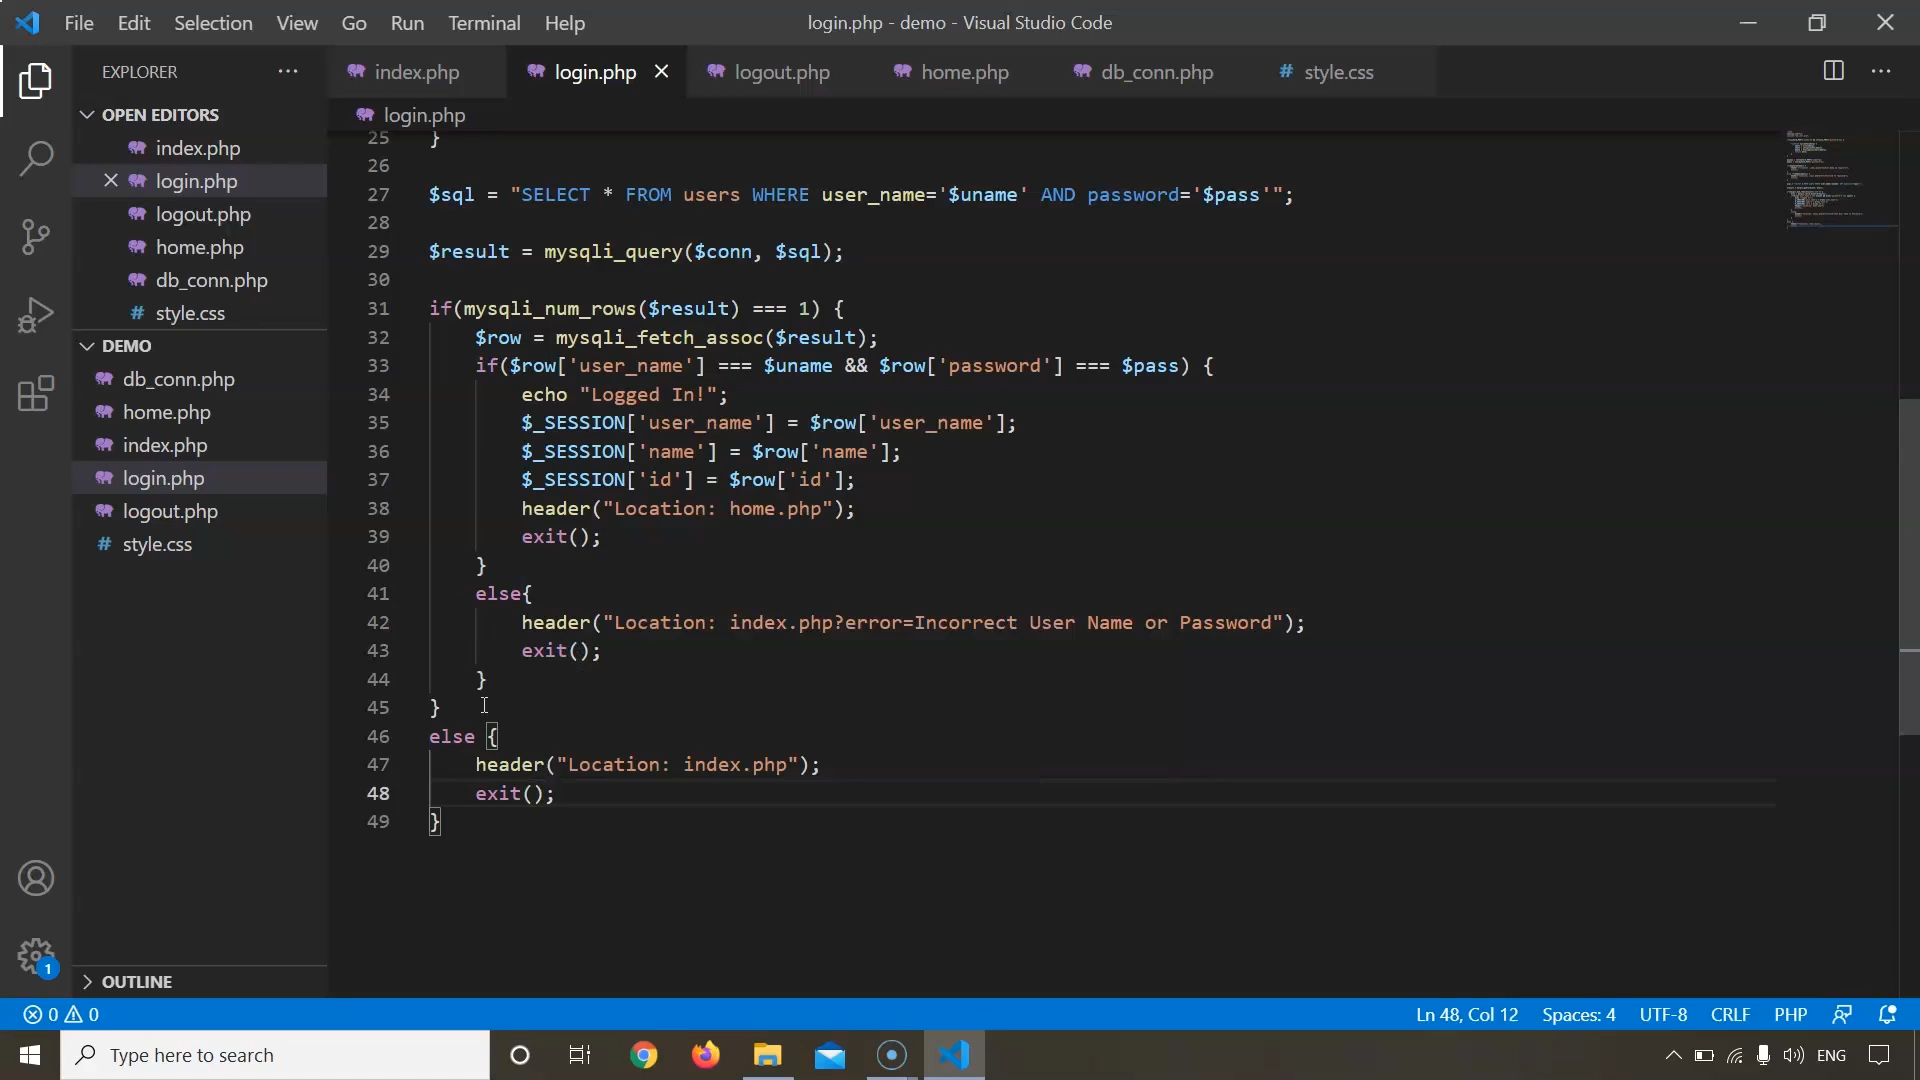 File Edit Selection View Go Run Terminal Help
login.php - demo - Visual Studio Code
EXPLORER
OPEN EDITORS
index.php
login.php
logout.php
home.php
db_conn.php
style.css
DEMO
db_conn.php
home.php
index.php
login.php
logout.php
style.css
OUTLINE
index.php login.php logout.php home.php db_conn.php style.css
login.php
25 }
26
27 $sql = "SELECT * FROM users WHERE user_name='$uname' AND password='$pass'";
28
29 $result = mysqli_query($conn, $sql);
30
31 if(mysqli_num_rows($result) === 1) {
32 $row = mysqli_fetch_assoc($result);
33 if($row['user_name'] === $uname && $row['password'] === $pass) {
34 echo "Logged In!";
35 $_SESSION['user_name'] = $row['user_name'];
36 $_SESSION['name'] = $row['name'];
37 $_SESSION['id'] = $row['id'];
38 header("Location: home.php");
39 exit();
40 }
41 else{
42 header("Location: index.php?error=Incorrect User Name or Password");
43 exit();
44 }
45 }
46 else {
47 header("Location: index.php");
48 exit();
49 }
1
0 0
Ln 48, Col 12 Spaces: 4 UTF-8 CRLF PHP
Type here to search
ENG